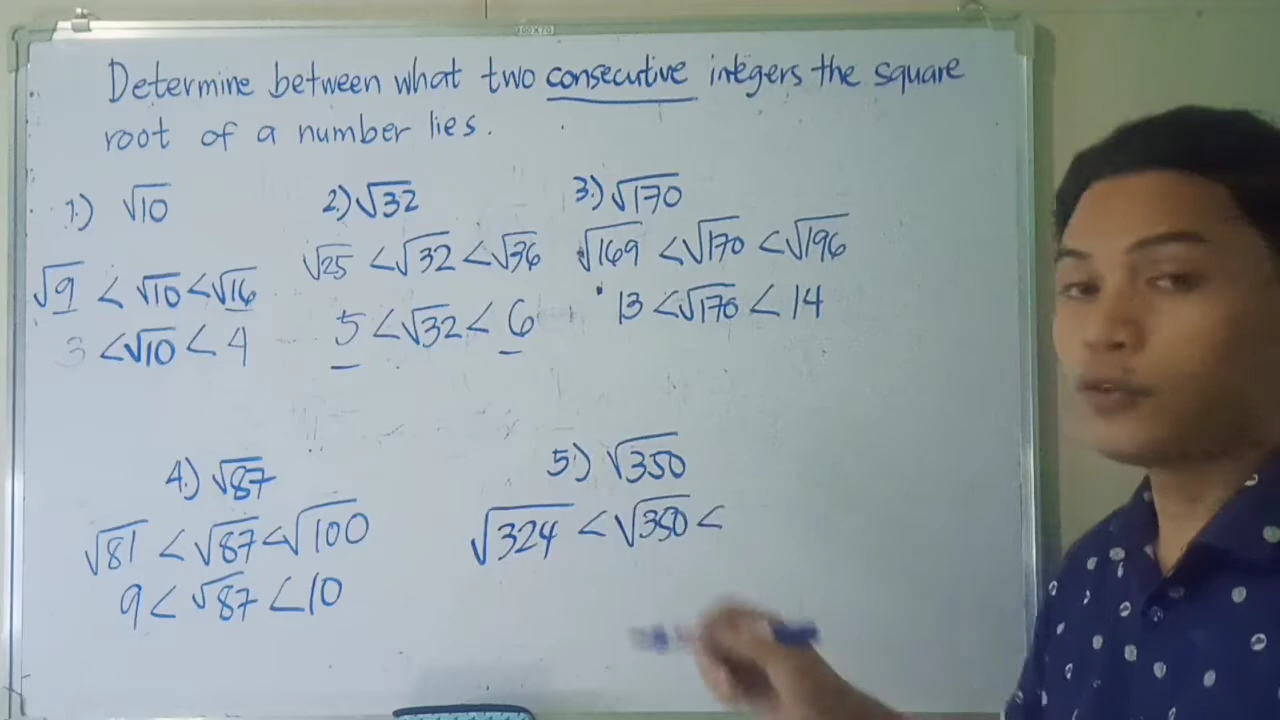 100x70
Determine between what two consecutive integers the square
root of a number lies.
1.) √10
√9 < √10 < √16
3 < √10 < 4
2.) √32
√25 < √32 < √36
5 < √32 < 6
3.) √170
√169 < √170 < √196
13 < √170 < 14
4.) √87
√81 < √87 < √100
9 < √87 < 10
5.) √350
√324 < √350 <